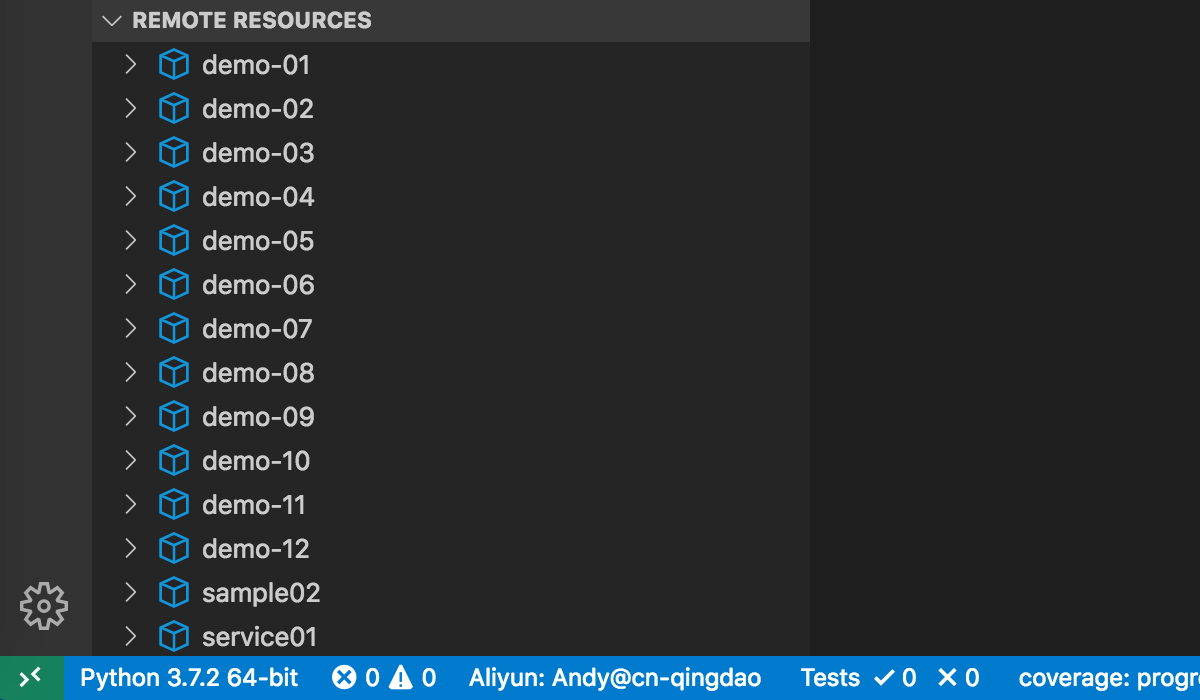 REMOTE RESOURCES
demo-01
demo-02
demo-03
demo-04
demo-05
demo-06
demo-07
demo-08
demo-09
demo-10
demo-11
demo-12
sample02
service01
Python 3.7.2 64-bit 0 0 Aliyun: Andy@cn-qingdao Tests ✓ 0 ✕ 0 coverage: progr